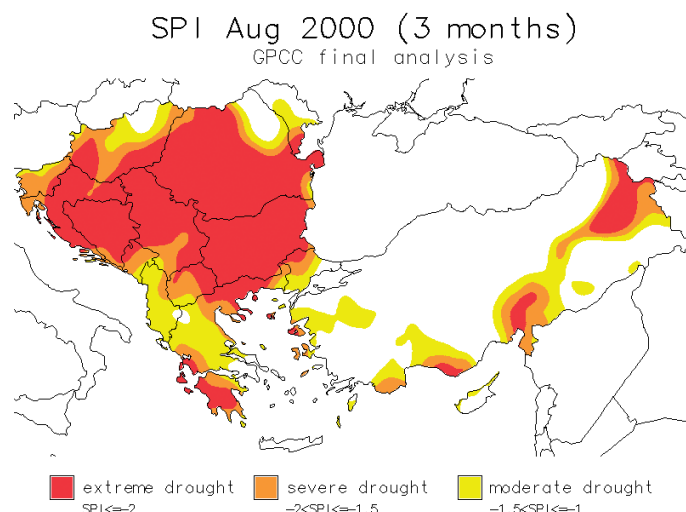 SPI Aug 2000 (3 months)
GPCC final analysis
extreme drought severe drought moderate drought
SPI<=-2 -2<SPI<=-1.5 -1.5<SPI<=-1